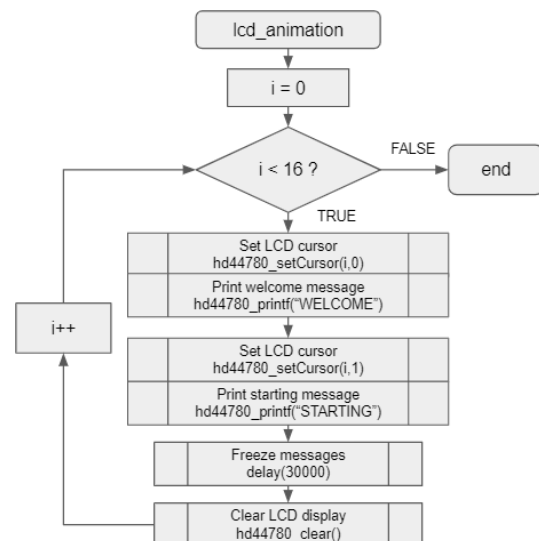 lcd_animation
i = 0
i < 16 ?
FALSE
end
TRUE
Set LCD cursor
hd44780_setCursor(i,0)
Print welcome message
hd44780_printf(“WELCOME”)
i++
Set LCD cursor
hd44780_setCursor(i,1)
Print starting message
hd44780_printf(“STARTING”)
Freeze messages
delay(30000)
Clear LCD display
hd44780_clear()